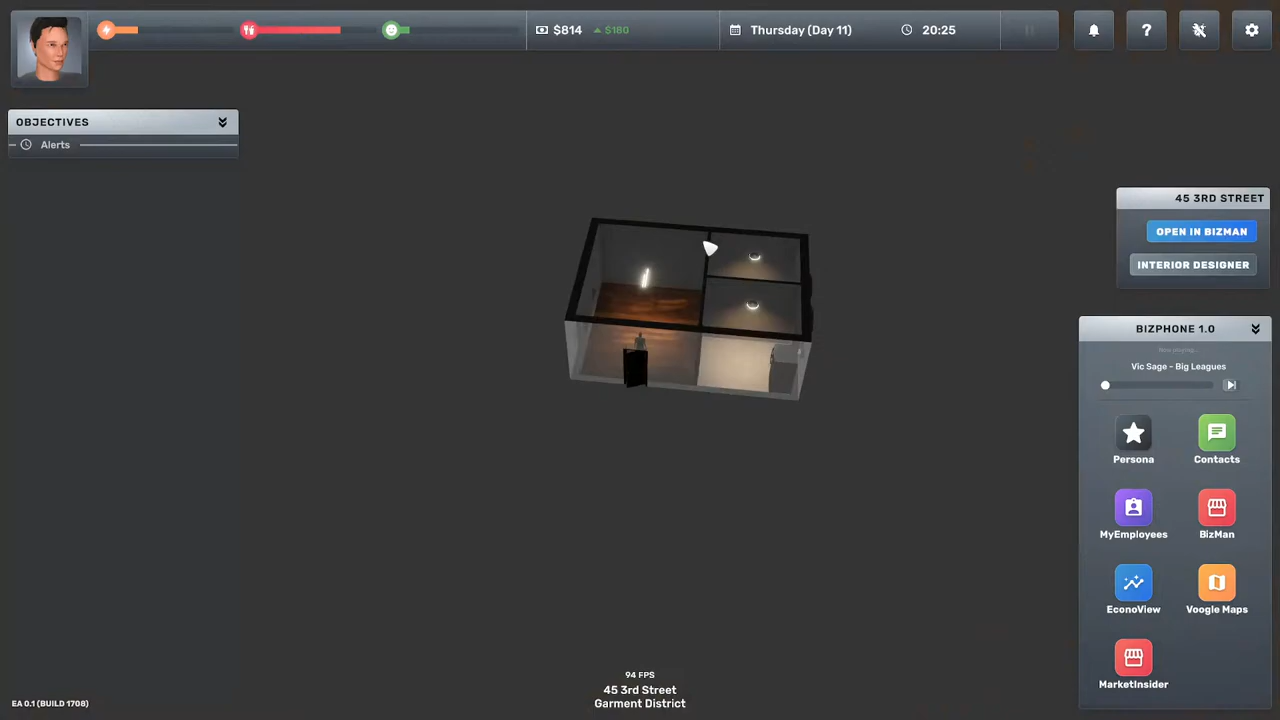 $814
$180
Thursday (Day 11)
20:25
?
OBJECTIVES
Alerts
45 3RD STREET
OPEN IN BIZMAN
INTERIOR DESIGNER
BIZPHONE 1.0
Now playing...
Vic Sage - Big Leagues
Persona
Contacts
MyEmployees
BizMan
EconoView
Voogle Maps
MarketInsider
94 FPS
45 3rd Street
Garment District
EA 0.1 (BUILD 1708)